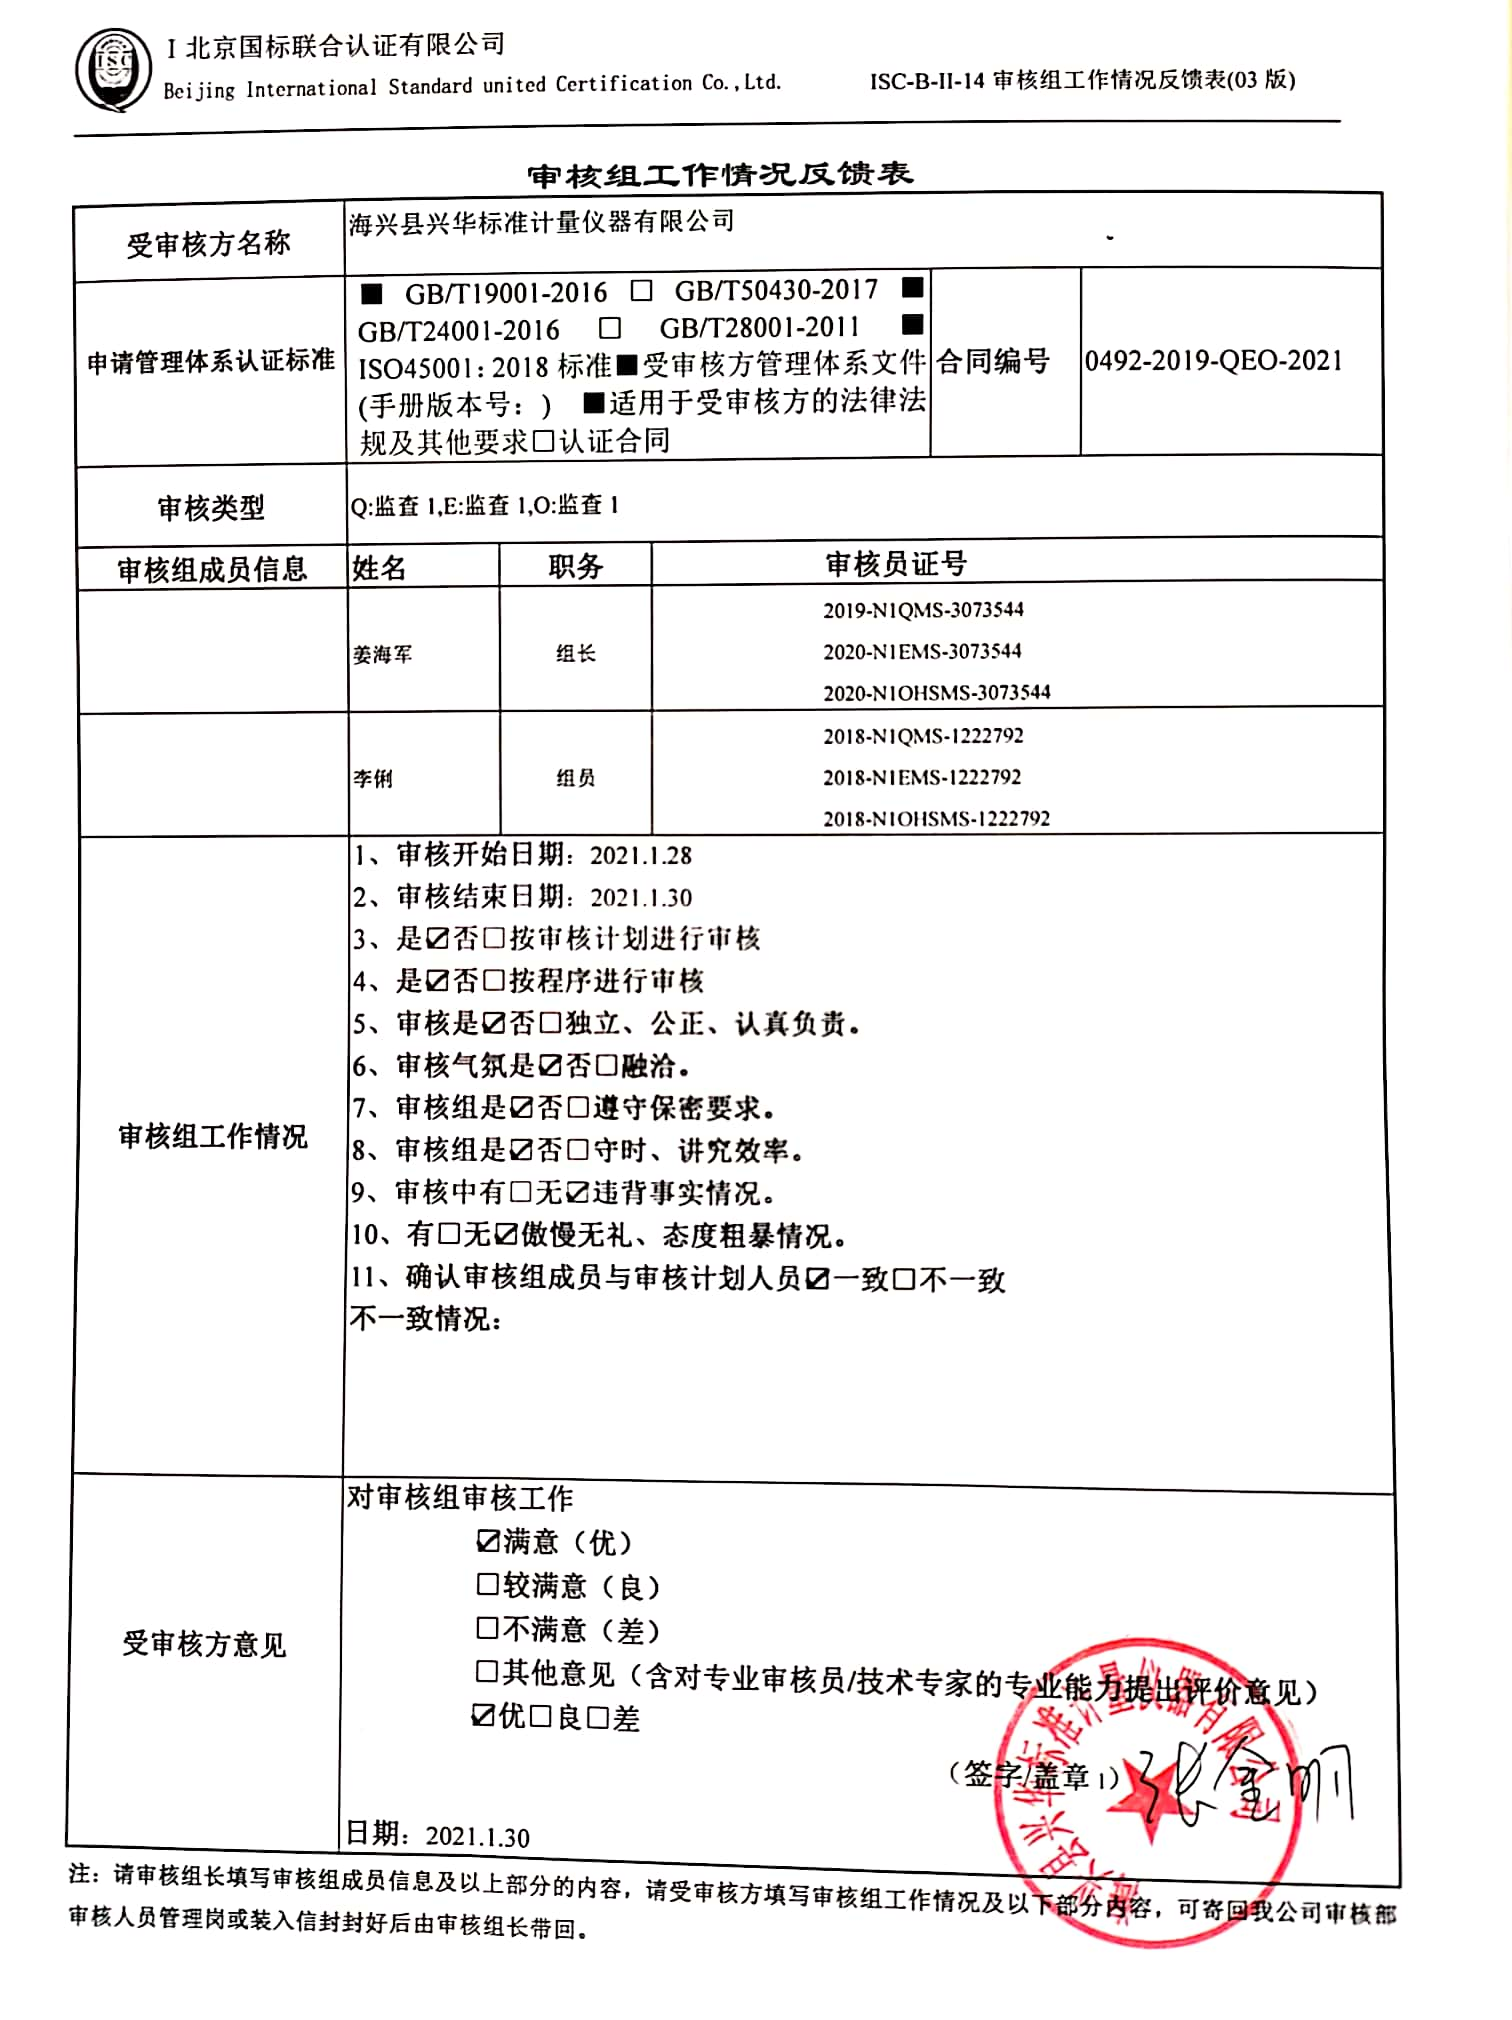 ISC
I 北京国标联合认证有限公司
Beijing International Standard united Certification Co.,Ltd.
ISC-B-II-14 审核组工作情况反馈表(03 版)
审核组工作情况反馈表
受审核方名称
海兴县兴华标准计量仪器有限公司
申请管理体系认证标准
■ GB/T19001-2016 □ GB/T50430-2017 ■
GB/T24001-2016 □ GB/T28001-2011 ■
ISO45001: 2018 标准■受审核方管理体系文件
(手册版本号: ) ■适用于受审核方的法律法
规及其他要求□认证合同
合同编号
0492-2019-QEO-2021
审核类型
Q:监查 1,E:监查 1,O:监查 1
审核组成员信息 姓名 职务 审核员证号
姜海军 组长
2019-N1QMS-3073544
2020-N1EMS-3073544
2020-N1OHSMS-3073544
李俐 组员
2018-N1QMS-1222792
2018-N1EMS-1222792
2018-N1OHSMS-1222792
审核组工作情况
1、审核开始日期: 2021.1.28
2、审核结束日期: 2021.1.30
3、是☑否□按审核计划进行审核
4、是☑否□按程序进行审核
5、审核是☑否□独立、公正、认真负责。
6、审核气氛是☑否□融洽。
7、审核组是☑否□遵守保密要求。
8、审核组是☑否□守时、讲究效率。
9、审核中有□无☑违背事实情况。
10、有□无☑傲慢无礼、态度粗暴情况。
11、确认审核组成员与审核计划人员☑一致□不一致
不一致情况:
受审核方意见
对审核组审核工作
☑满意（优）
□较满意（良）
□不满意（差）
□其他意见（含对专业审核员/技术专家的专业能力提出评价意见）
☑优□良□差
（签字/盖章 1） 张金明
海兴县兴华标准计量仪器有限公司
日期: 2021.1.30
注: 请审核组长填写审核组成员信息及以上部分的内容，请受审核方填写审核组工作情况及以下部分内容，可寄回我公司审核部
审核人员管理岗或装入信封封好后由审核组长带回。